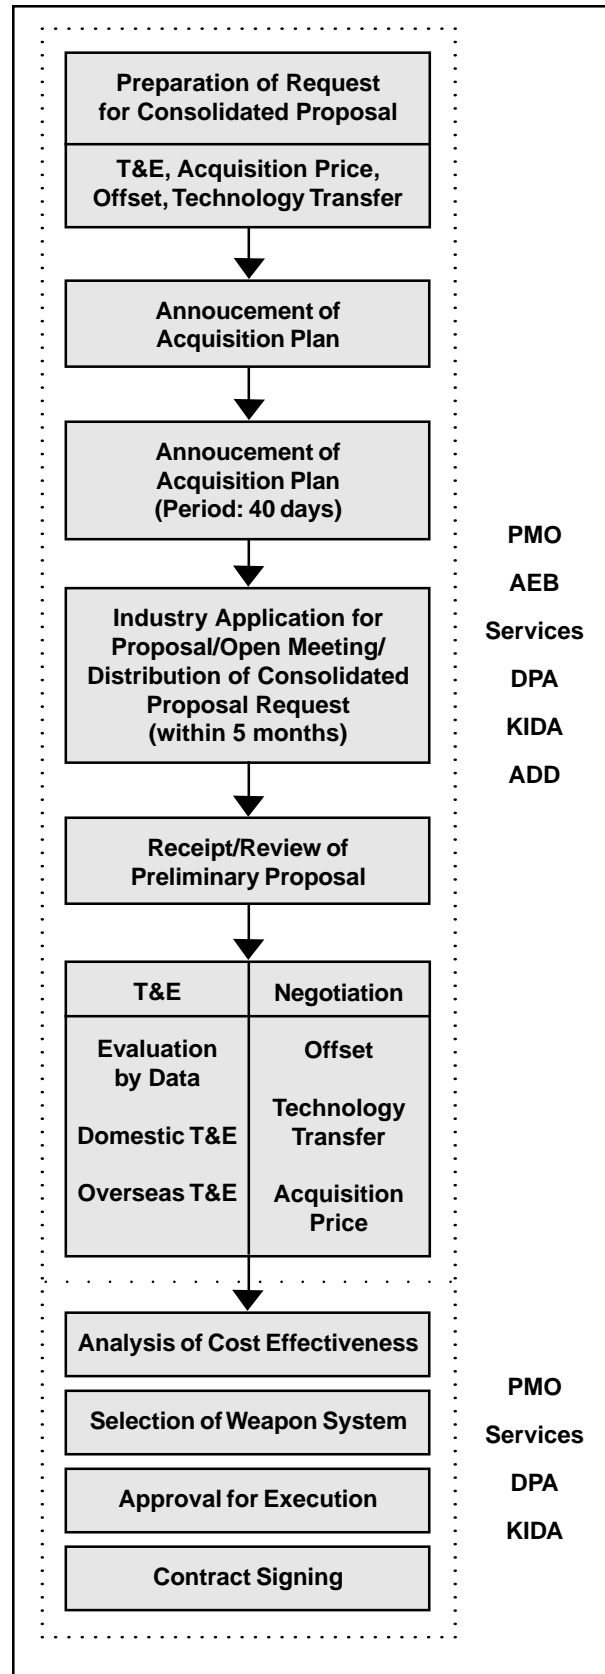 Preparation of Request
for Consolidated Proposal
T&E, Acquisition Price,
Offset, Technology Transfer
Annoucement of
Acquisition Plan
Annoucement of
Acquisition Plan
(Period: 40 days)
Industry Application for
Proposal/Open Meeting/
Distribution of Consolidated
Proposal Request
(within 5 months)
Receipt/Review of
Preliminary Proposal
T&E
Evaluation
by Data
Domestic T&E
Overseas T&E
Negotiation
Offset
Technology
Transfer
Acquisition
Price
PMO
AEB
Services
DPA
KIDA
ADD
Analysis of Cost Effectiveness
Selection of Weapon System
Approval for Execution
Contract Signing
PMO
Services
DPA
KIDA